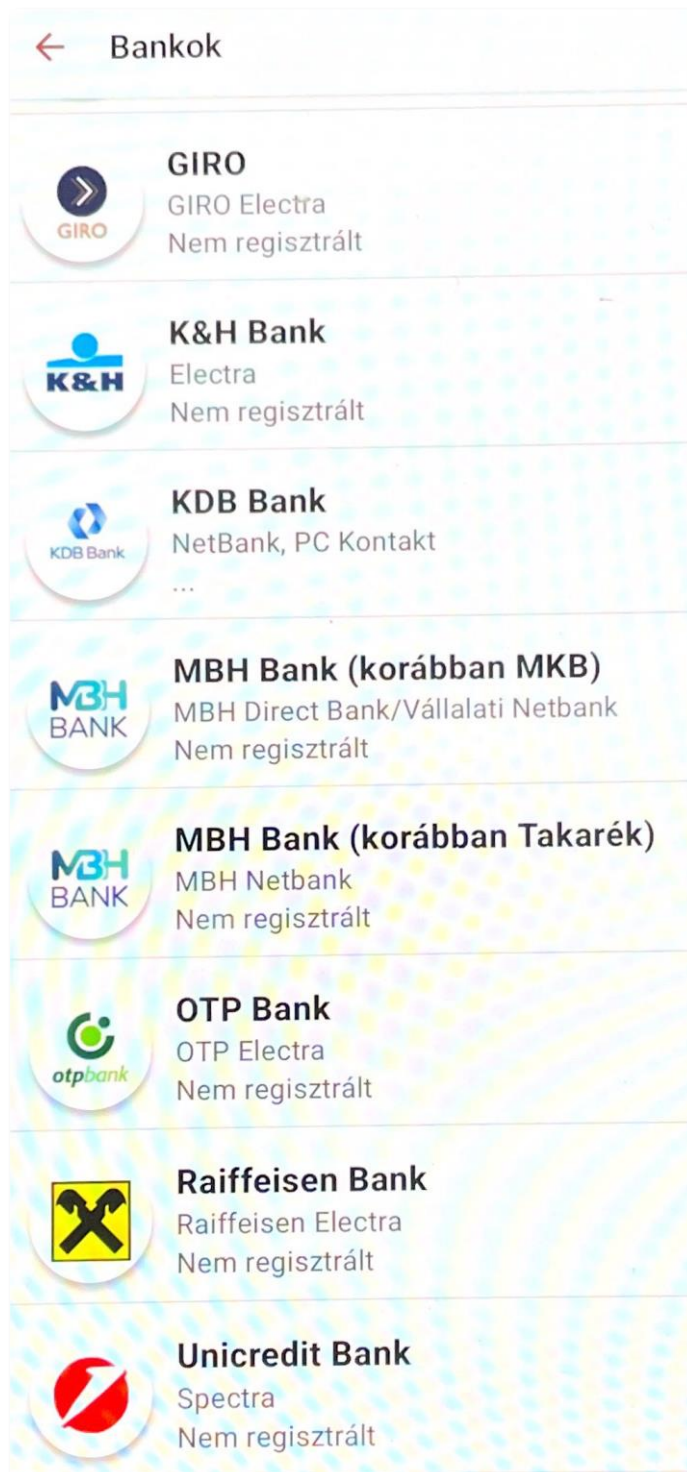 Bankok
GIRO
GIRO
GIRO Electra
Nem regisztrált
K&H
K&H Bank
Electra
Nem regisztrált
KDB Bank
KDB Bank
NetBank, PC Kontakt
...
MBH
BANK
MBH Bank (korábban MKB)
MBH Direct Bank/Vállalati Netbank
Nem regisztrált
MBH
BANK
MBH Bank (korábban Takarék)
MBH Netbank
Nem regisztrált
otpbank
OTP Bank
OTP Electra
Nem regisztrált
Raiffeisen Bank
Raiffeisen Electra
Nem regisztrált
Unicredit Bank
Spectra
Nem regisztrált